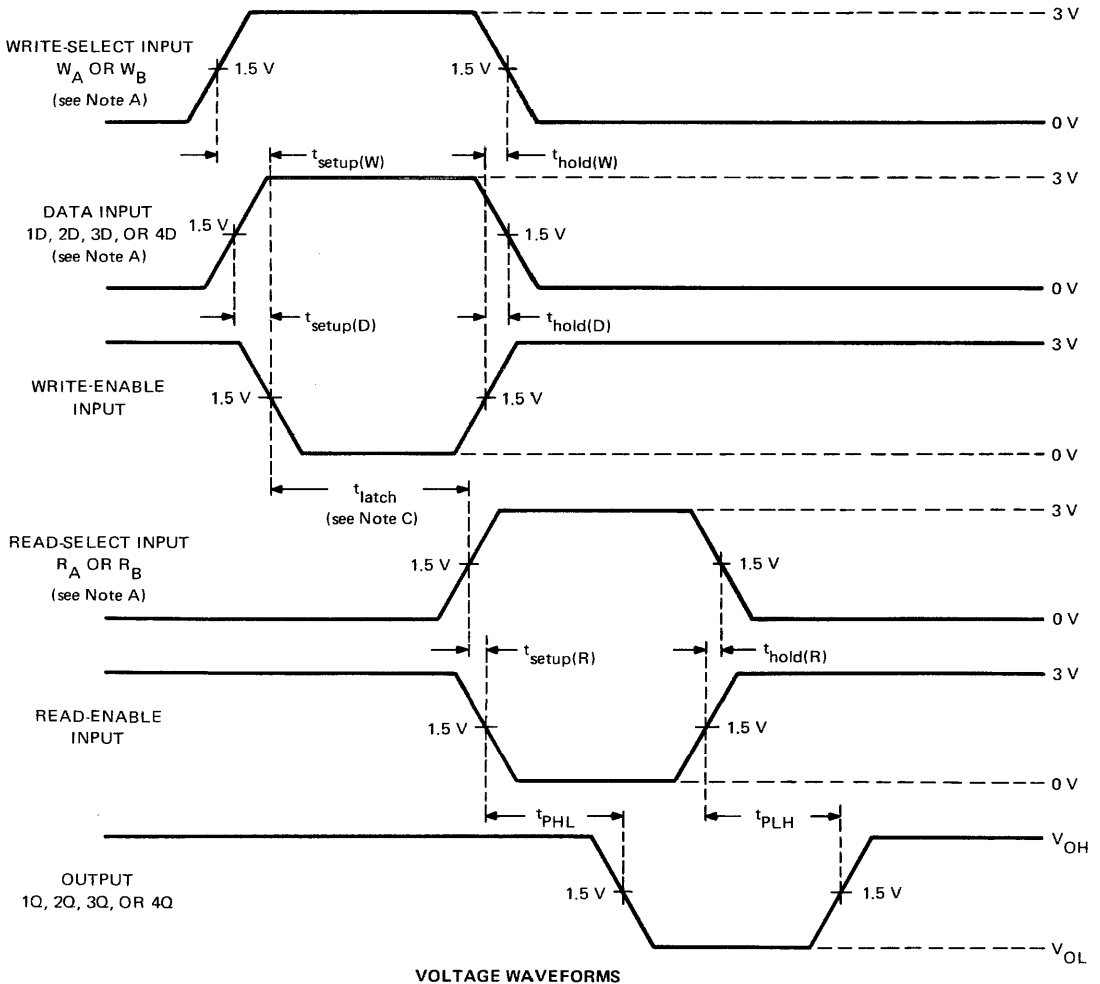 3 V
WRITE-SELECT INPUT
W_A OR W_B
(see Note A)
1.5 V
1.5 V
0 V
t_setup(W)
t_hold(W)
3 V
DATA INPUT
1D, 2D, 3D, OR 4D
(see Note A)
1.5 V
1.5 V
0 V
t_setup(D)
t_hold(D)
3 V
WRITE-ENABLE
INPUT
1.5 V
1.5 V
0 V
t_latch
(see Note C)
3 V
READ-SELECT INPUT
R_A OR R_B
(see Note A)
1.5 V
1.5 V
0 V
t_setup(R)
t_hold(R)
3 V
READ-ENABLE
INPUT
1.5 V
1.5 V
0 V
t_PHL
t_PLH
V_OH
OUTPUT
1Q, 2Q, 3Q, OR 4Q
1.5 V
1.5 V
V_OL
VOLTAGE WAVEFORMS